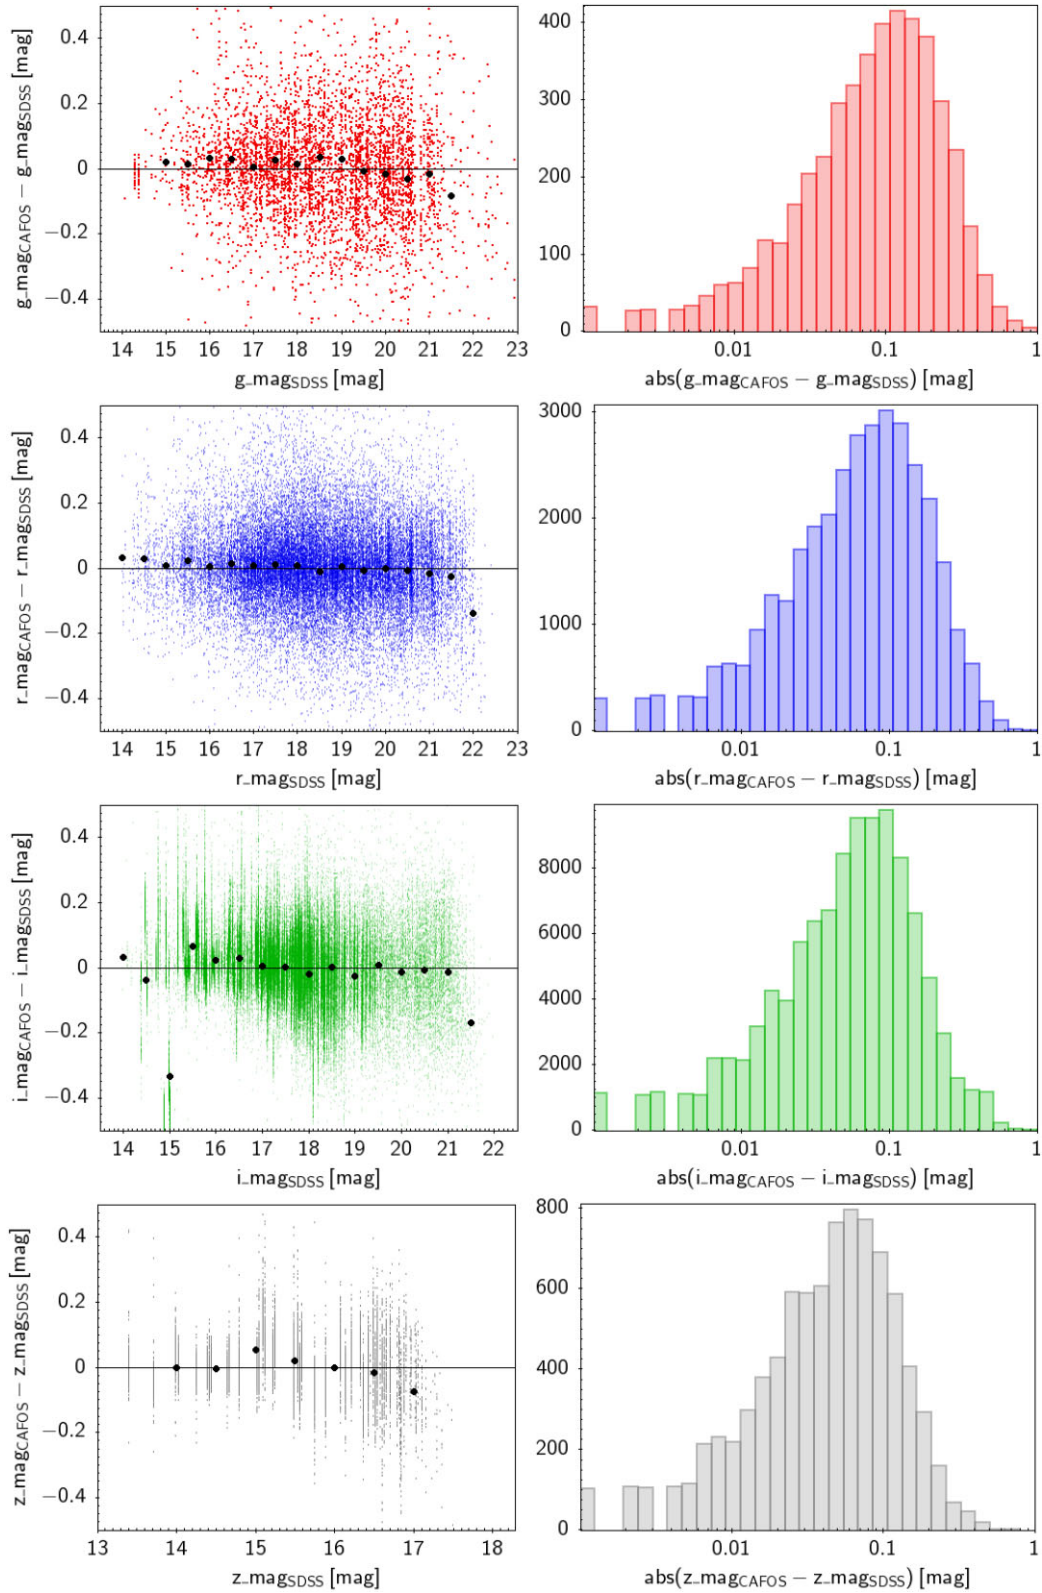 0.4
0.2
0
−0.2
−0.4
g_magCAFOS − g_magSDSS [mag]
14 15 16 17 18 19 20 21 22 23
g_magSDSS [mag]
400
300
200
100
0
0.01 0.1 1
abs(g_magCAFOS − g_magSDSS) [mag]
0.4
0.2
0
−0.2
−0.4
r_magCAFOS − r_magSDSS [mag]
14 15 16 17 18 19 20 21 22 23
r_magSDSS [mag]
3000
2000
1000
0
0.01 0.1 1
abs(r_magCAFOS − r_magSDSS) [mag]
0.4
0.2
0
−0.2
−0.4
i_magCAFOS − i_magSDSS [mag]
14 15 16 17 18 19 20 21 22
i_magSDSS [mag]
8000
6000
4000
2000
0
0.01 0.1 1
abs(i_magCAFOS − i_magSDSS) [mag]
0.4
0.2
0
−0.2
−0.4
z_magCAFOS − z_magSDSS [mag]
13 14 15 16 17 18
z_magSDSS [mag]
800
600
400
200
0
0.01 0.1 1
abs(z_magCAFOS − z_magSDSS) [mag]